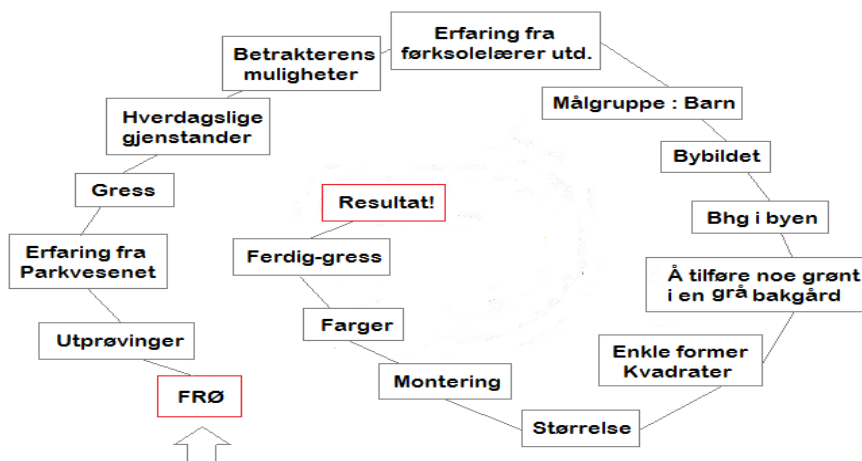 FRØ
Utprøvinger
Erfaring fra
Parkvesenet
Gress
Hverdagslige
gjenstander
Betrakterens
muligheter
Erfaring fra
førksolelærer utd.
Målgruppe : Barn
Bybildet
Bhg i byen
Å tilføre noe grønt
i en grå bakgård
Enkle former
Kvadrater
Størrelse
Montering
Farger
Ferdig-gress
Resultat!